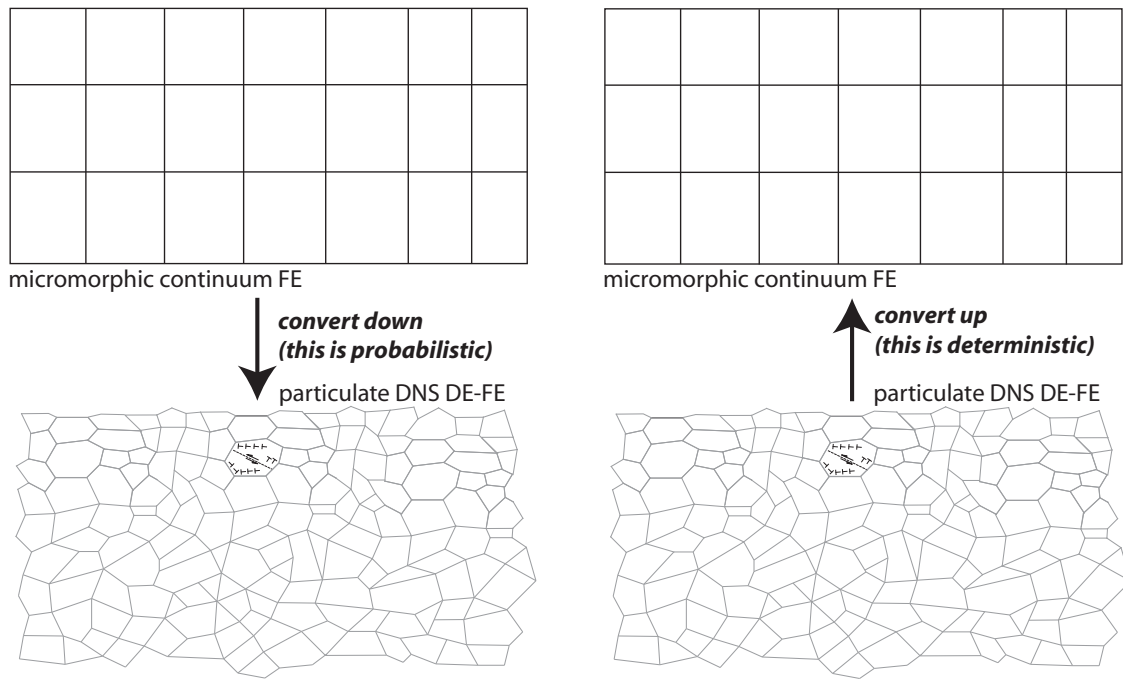 micromorphic continuum FE
convert down
(this is probabilistic)
particulate DNS DE-FE
micromorphic continuum FE
convert up
(this is deterministic)
particulate DNS DE-FE